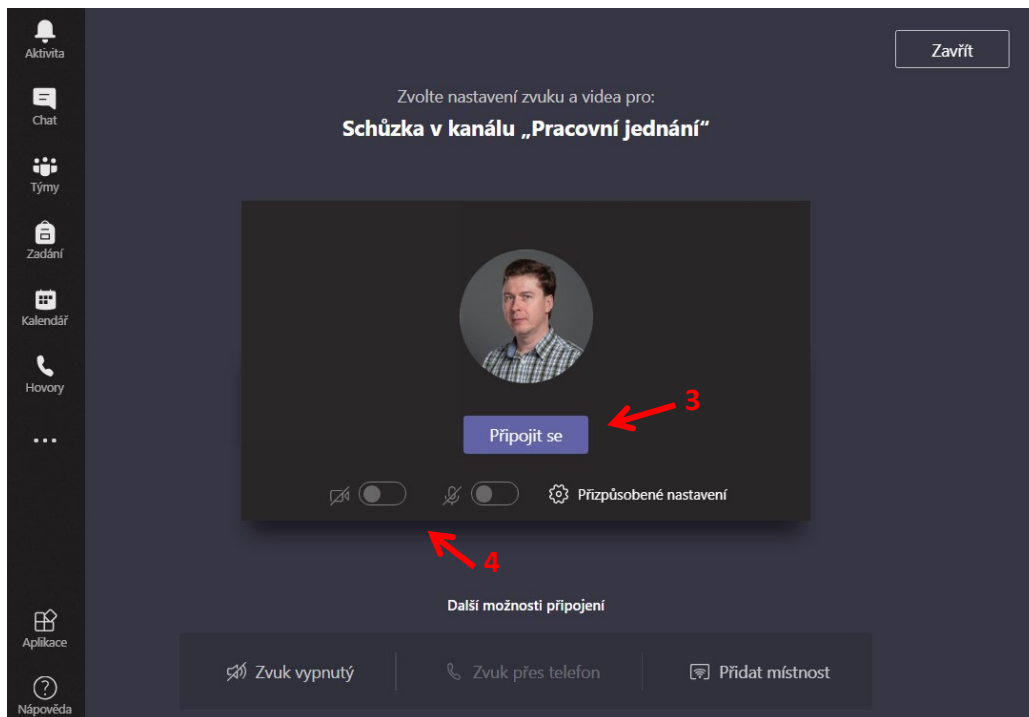 Aktivita
Chat
Týmy
Zadání
Kalendář
Hovory
Aplikace
Nápověda
Zavřít
Zvolte nastavení zvuku a videa pro:
Schůzka v kanálu „Pracovní jednání“
3
Připojit se
Přizpůsobené nastavení
4
Další možnosti připojení
Zvuk vypnutý
Zvuk přes telefon
Přidat místnost